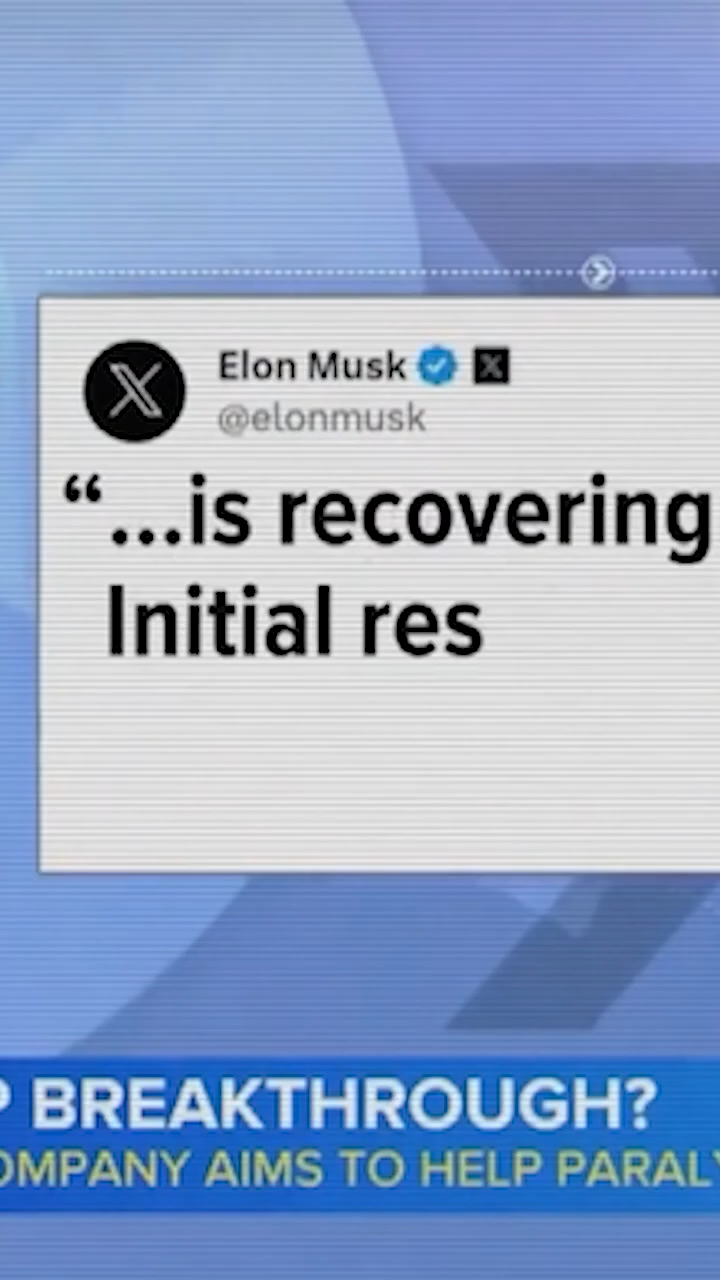 Elon Musk
@elonmusk
“...is recovering
Initial res
P BREAKTHROUGH?
OMPANY AIMS TO HELP PARALY